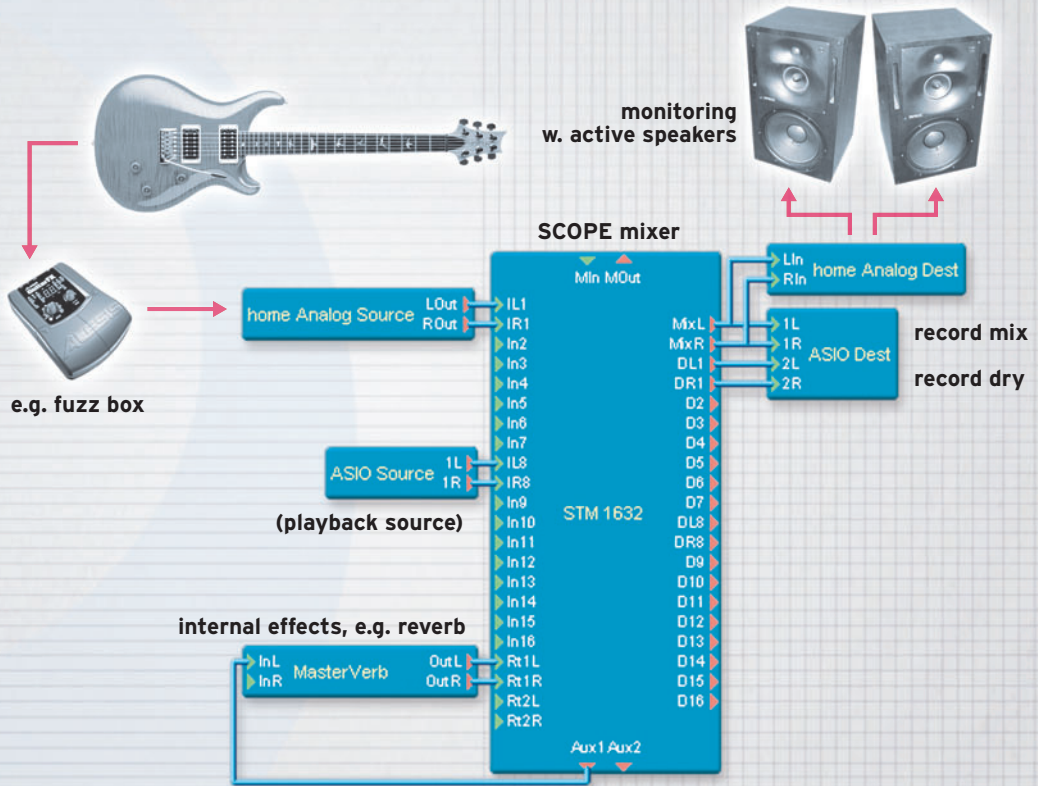 monitoring
w. active speakers
SCOPE mixer
MIn MOut
LIn
RIn
home Analog Dest
home Analog Source
LOut
ROut
IL1
IR1
In2
In3
In4
In5
In6
In7
IL8
IR8
In9
In10
In11
In12
In13
In14
In15
In16
Rt1L
Rt1R
Rt2L
Rt2R
STM 1632
MixL
MixR
DL1
DR1
D2
D3
D4
D5
D6
D7
DL8
DR8
D9
D10
D11
D12
D13
D14
D15
D16
Aux1 Aux2
1L
1R
2L
2R
ASIO Dest
record mix
record dry
ALESIS
e.g. fuzz box
ASIO Source
1L
1R
(playback source)
internal effects, e.g. reverb
InL
InR
MasterVerb
OutL
OutR